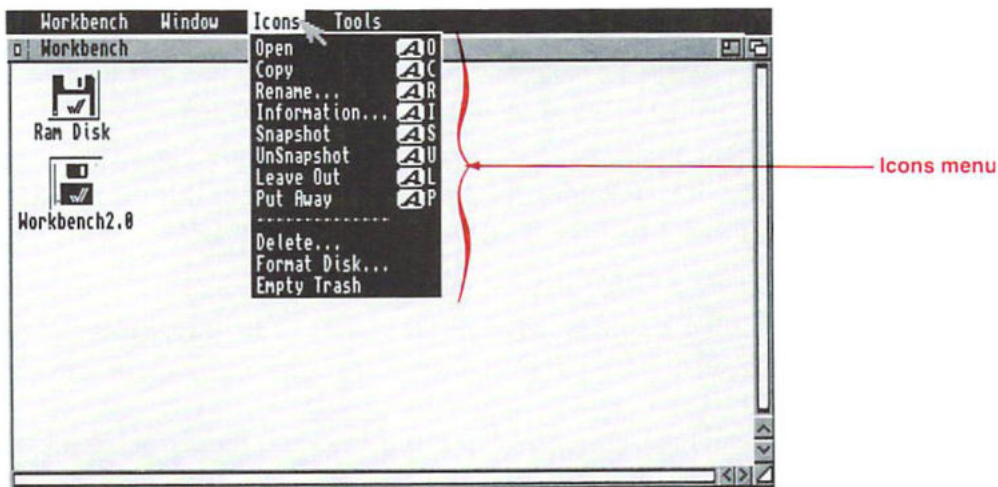 Workbench Window Icons Tools
Workbench
Open A O
Copy A C
Rename... A R
Information... A I
Snapshot A S
UnSnapshot A U
Leave Out A L
Put Away A P
Delete...
Format Disk...
Empty Trash
Ram Disk
Workbench2.0
Icons menu